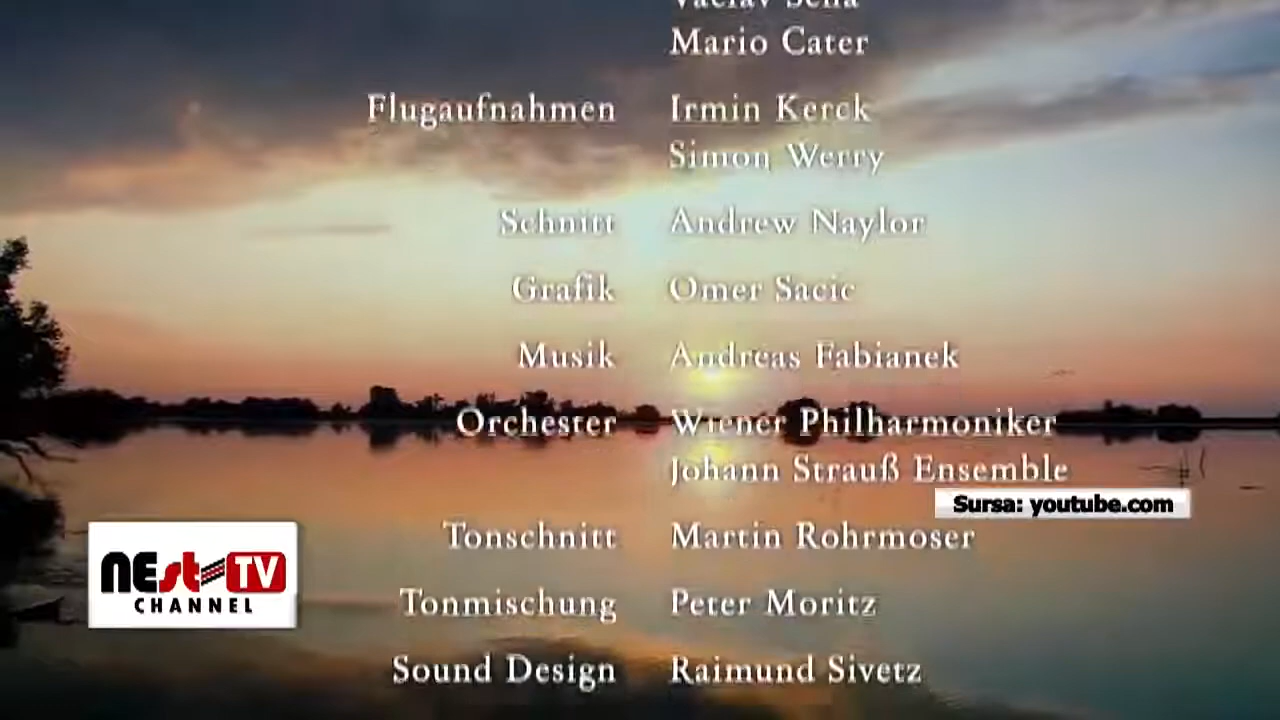 Mario Cater
Flugaufnahmen Irmin Kerck
Simon Werry
Schnitt Andrew Naylor
Grafik Omer Sacic
Musik Andreas Fabianek
Orchester Wiener Philharmoniker
Johann Strauß Ensemble
Sursa: youtube.com
Tonschnitt Martin Rohrmoser
NEst TV
CHANNEL
Tonmischung Peter Moritz
Sound Design Raimund Sivetz